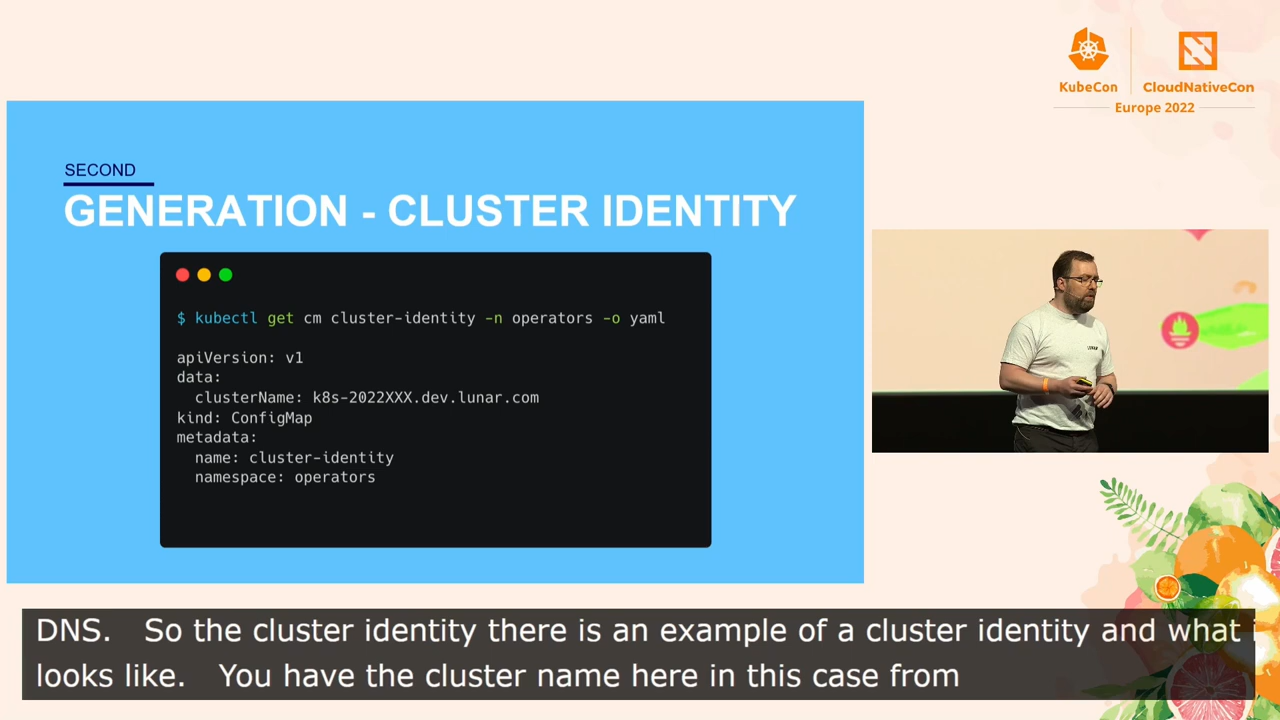 KubeCon
CloudNativeCon
Europe 2022
SECOND
GENERATION - CLUSTER IDENTITY
$ kubectl get cm cluster-identity -n operators -o yaml
apiVersion: v1
data:
  clusterName: k8s-2022XXX.dev.lunar.com
kind: ConfigMap
metadata:
  name: cluster-identity
  namespace: operators
LUNAR
DNS. So the cluster identity there is an example of a cluster identity and what
looks like. You have the cluster name here in this case from